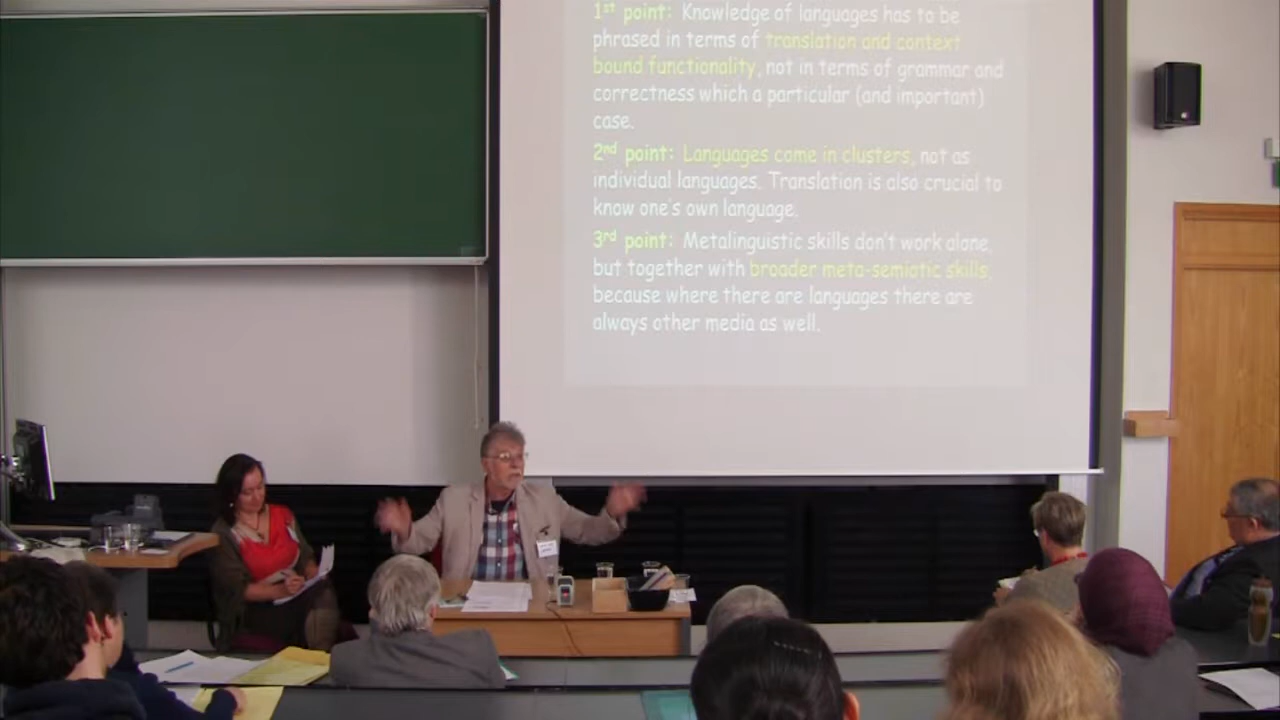 1st point: Knowledge of languages has to be
phrased in terms of translation and context
bound functionality, not in terms of grammar and
correctness which a particular (and important)
case.
2nd point: Languages come in clusters, not as
individual languages. Translation is also crucial to
know one's own language.
3rd point: Metalinguistic skills don't work alone,
but together with broader meta-semiotic skills,
because where there are languages there are
always other media as well.